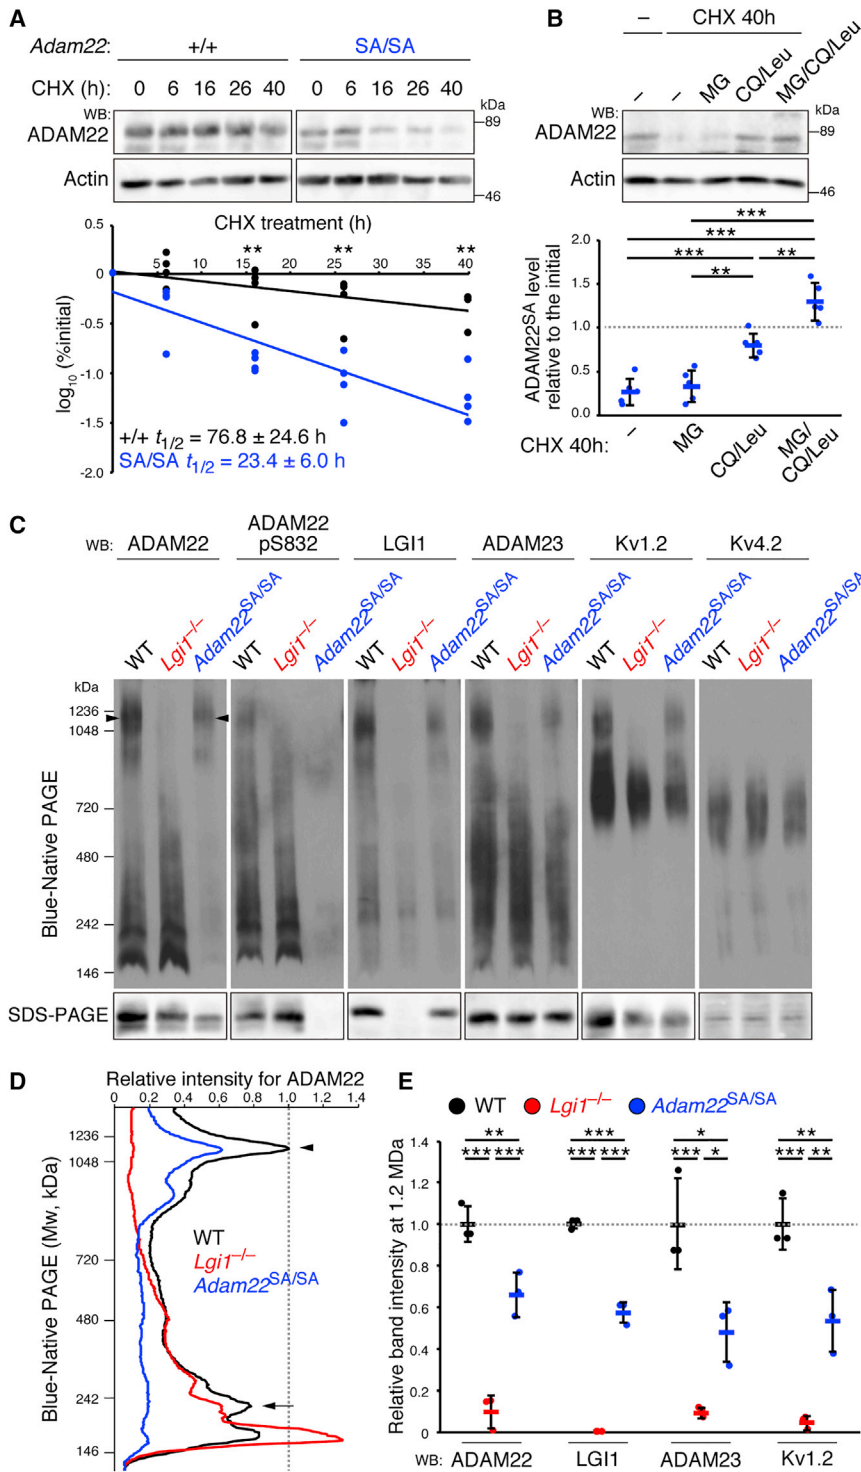 A
Adam22: +/+ SA/SA
CHX (h): 0 6 16 26 40 0 6 16 26 40
WB: kDa
ADAM22 89
Actin 46
CHX treatment (h)
0.5
** ** **
5 10 15 20 25 30 35 40
0
-0.5
-1.0
-1.5
-2.0
log10 (%initial)
+/+ t1/2 = 76.8 ± 24.6 h
SA/SA t1/2 = 23.4 ± 6.0 h
B
– CHX 40h
– – MG CQ/Leu MG/CQ/Leu
WB: kDa
ADAM22 89
Actin 46
***
***
*** **
**
2.0
1.5
1.0
0.5
0.0
ADAM22SA level
relative to the initial
CHX 40h: – MG CQ/Leu MG/
CQ/Leu
C
WB: ADAM22 ADAM22 pS832 LGI1 ADAM23 Kv1.2 Kv4.2
WT Lgi1–/– Adam22SA/SA WT Lgi1–/– Adam22SA/SA WT Lgi1–/– Adam22SA/SA WT Lgi1–/– Adam22SA/SA WT Lgi1–/– Adam22SA/SA WT Lgi1–/– Adam22SA/SA
kDa
1236
1048
720
480
242
146
Blue-Native PAGE
SDS-PAGE
D
Relative intensity for ADAM22
0 0.2 0.4 0.6 0.8 1.0 1.2 1.4
1236
1048
720
480
242
146
Blue-Native PAGE (Mw, kDa)
WT
Lgi1–/–
Adam22SA/SA
E
WT Lgi1–/– Adam22SA/SA
** *** * **
*** *** *** *** *** * *** **
1.4
1.2
1.0
0.8
0.6
0.4
0.2
0
Relative band intensity at 1.2 MDa
WB: ADAM22 LGI1 ADAM23 Kv1.2